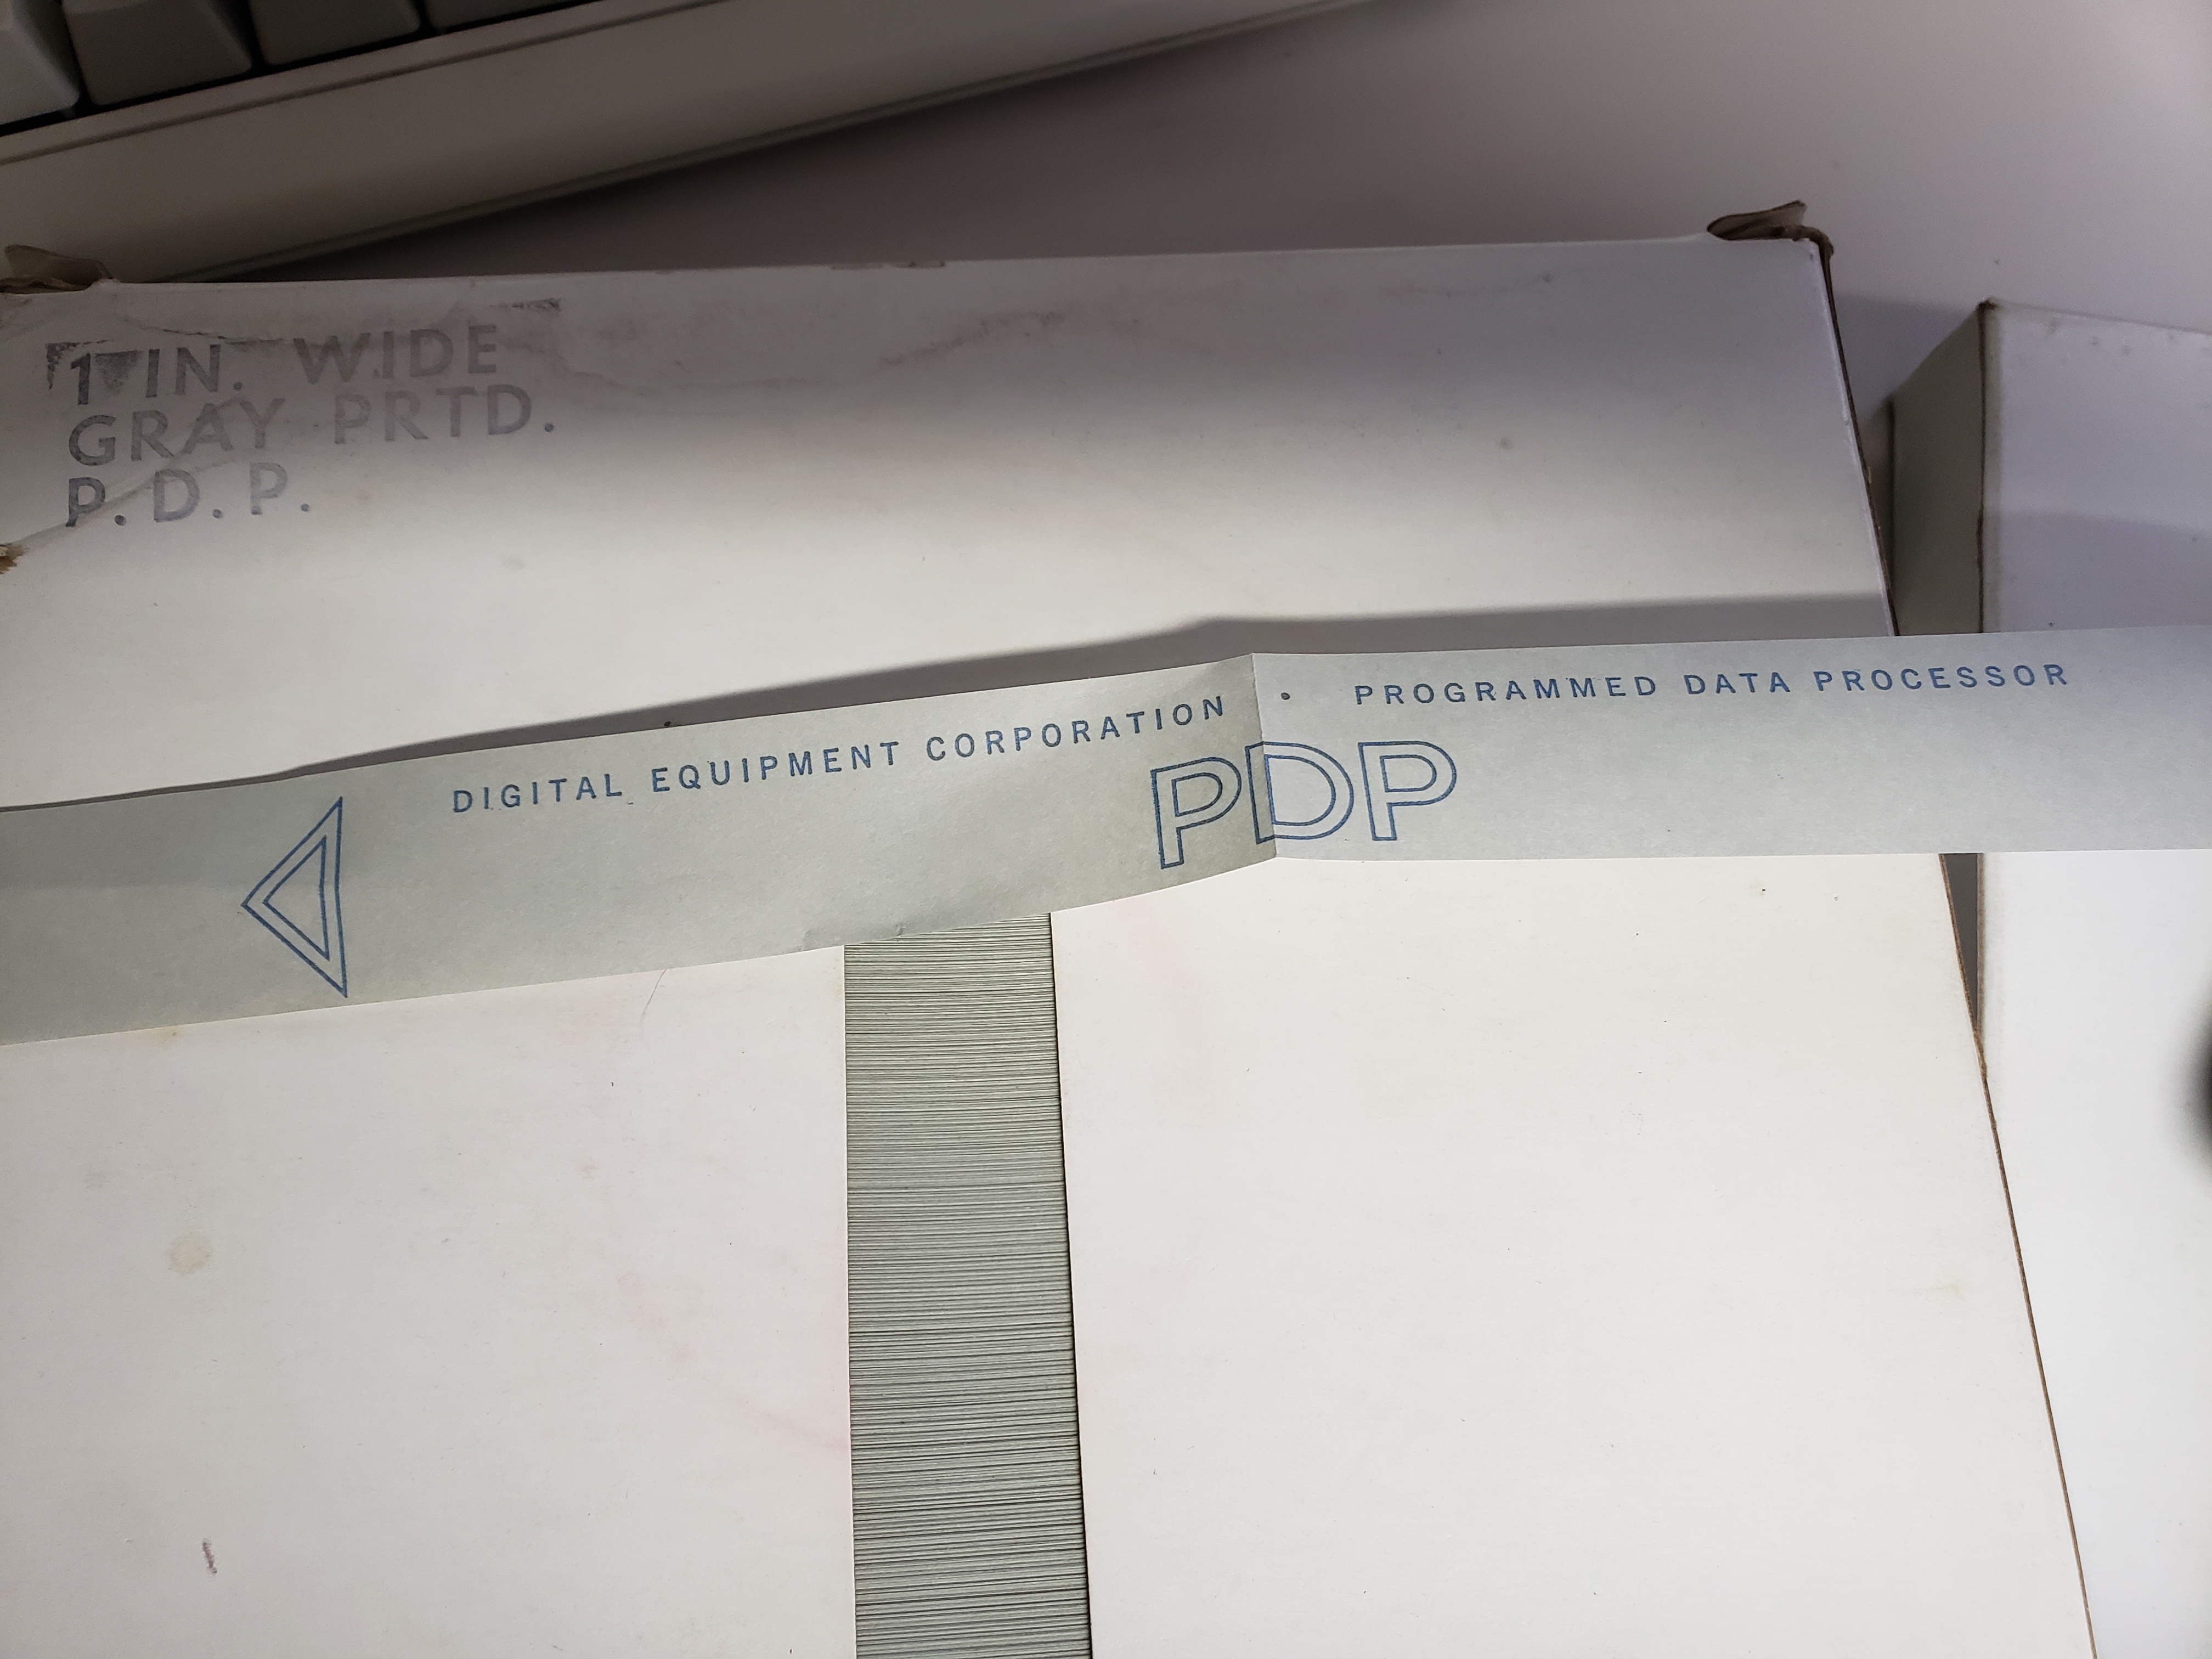 1 IN. WIDE
GRAY PRTD.
P.D.P.
DIGITAL EQUIPMENT CORPORATION • PROGRAMMED DATA PROCESSOR
PDP